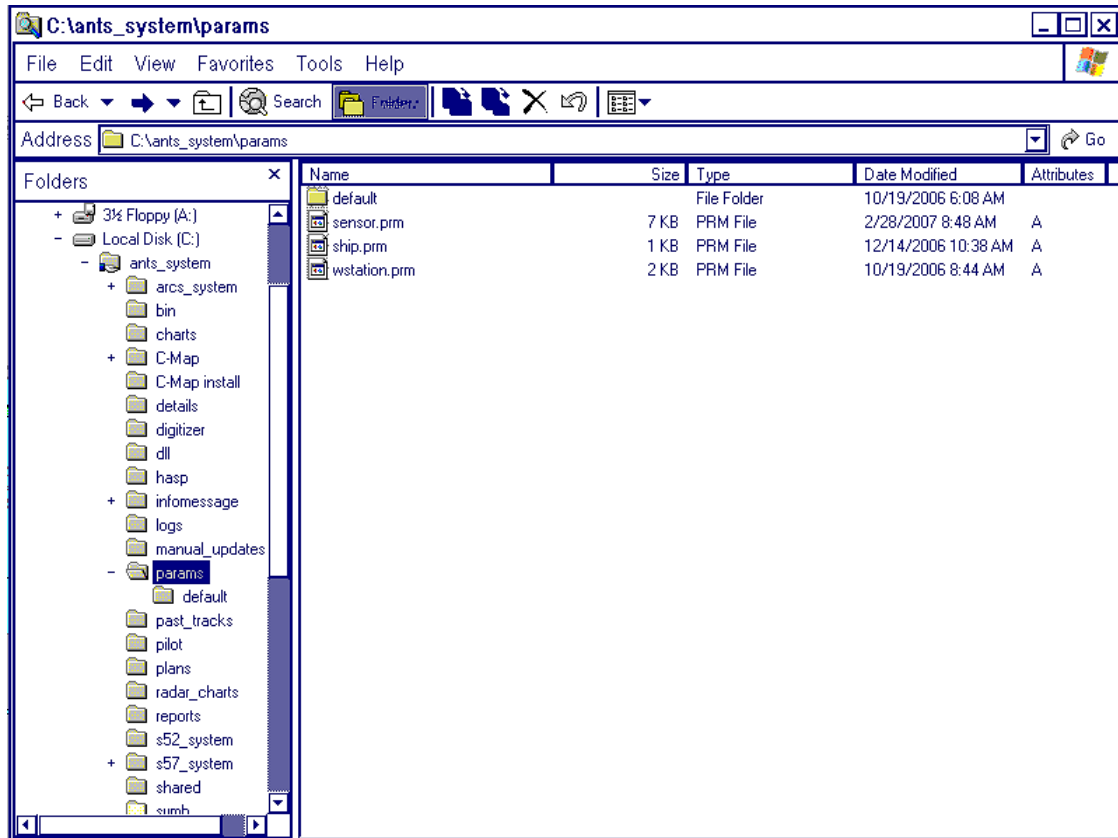 C:\ants_system\params
File Edit View Favorites Tools Help
Back Search Folders
Address C:\ants_system\params Go
Folders ×
3½ Floppy (A:)
Local Disk (C:)
ants_system
arcs_system
bin
charts
C-Map
C-Map install
details
digitizer
dll
hasp
infomessage
logs
manual_updates
params
default
past_tracks
pilot
plans
radar_charts
reports
s52_system
s57_system
shared
Name Size Type Date Modified Attributes
default File Folder 10/19/2006 6:08 AM
sensor.prm 7 KB PRM File 2/28/2007 8:48 AM A
ship.prm 1 KB PRM File 12/14/2006 10:38 AM A
wstation.prm 2 KB PRM File 10/19/2006 8:44 AM A